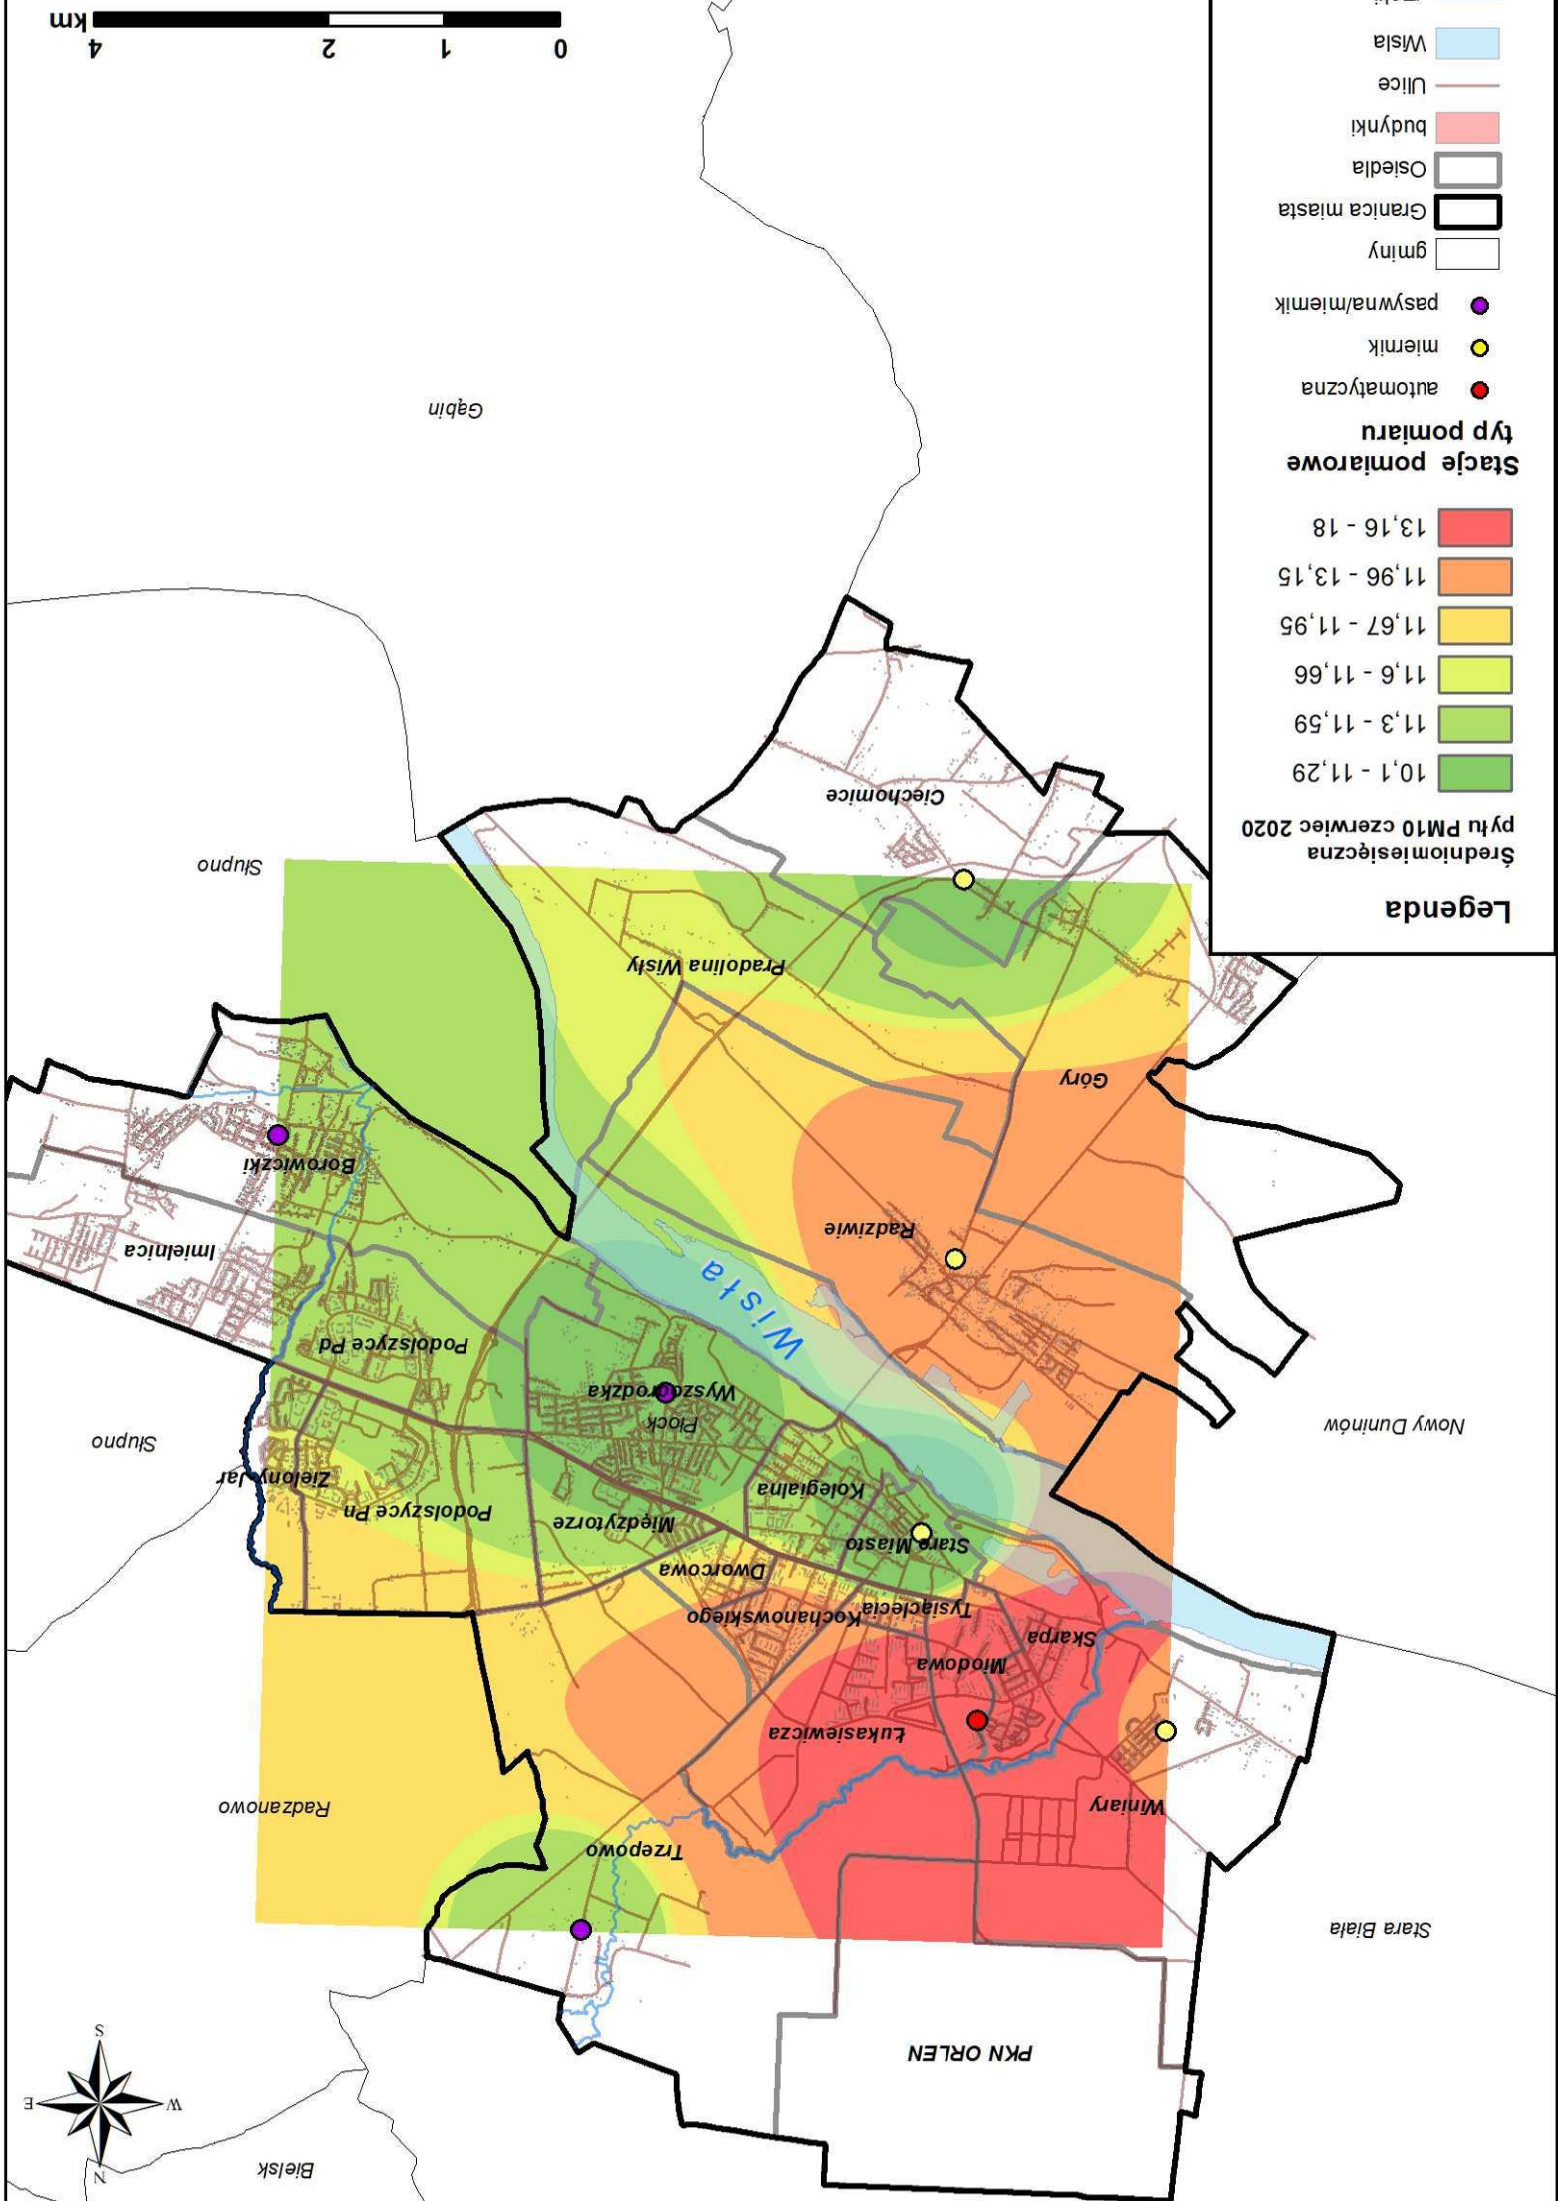 Bielsk
N
W
E
S
PKN ORLEN
Stara Biała
Trzepowo
Radzanowo
Winiary
Łukasiewicza
Miodowa
Skarpa
Kochanowskiego
Tysiąclecia
Dworcowa
Stare Miasto
Międzytorze
Podolszyce Pn
Kolegialna
Zielony Jar
Słupno
Nowy Duninów
Płock
Wyszogrodzka
Podolszyce Pd
Wisła
Imielnica
Radziwie
Borowiczki
Góry
Pradolina Wisły
Słupno
Ciechomice
Gąbin
Legenda
Średniomiesięczna
pyłu PM10 czerwiec 2020
10,1 - 11,29
11,3 - 11,59
11,6 - 11,66
11,67 - 11,95
11,96 - 13,15
13,16 - 18
Stacje pomiarowe
typ pomiaru
automatyczna
miernik
pasywna/miernik
gminy
Granica miasta
Osiedla
budynki
Ulice
Wisla
0 1 2 4
km